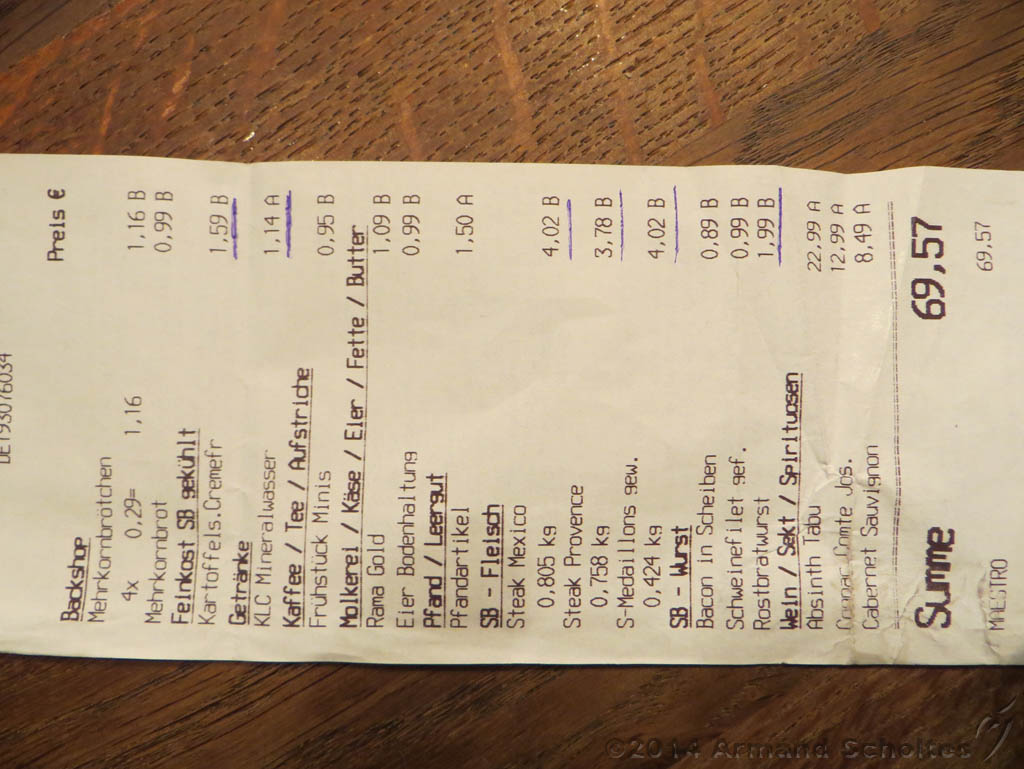 DE193076034
Preis €
Backshop
Mehrkornbrötchen
4x 0,29= 1,16 1,16 B
Mehrkornbrot 0,99 B
Feinkost SB gekühlt
Kartoffels.Cremefr 1,59 B
Getränke
KLC Mineralwasser 1,14 A
Kaffee / Tee / Aufstriche
Frühstück Minis 0,95 B
Molkerei / Käse / Eier / Fette / Butter
Rama Gold 1,09 B
Eier Bodenhaltung 0,99 B
Pfand / Leergut
Pfandartikel 1,50 A
SB - Fleisch
Steak Mexico
0,805 kg 4,02 B
Steak Provence
0,758 kg 3,78 B
S-Medaillons gew.
0,424 kg 4,02 B
SB - Wurst
Bacon in Scheiben 0,89 B
Schweinefilet gef. 0,99 B
Rostbratwurst 1,99 B
Wein / Sekt / Spirituosen
Absinth Tabu 22,99 A
Cognac Comte Jos. 12,99 A
Cabernet Sauvignon 8,49 A
Summe 69,57
MAESTRO 69,57
©2014 Armand Scholtes